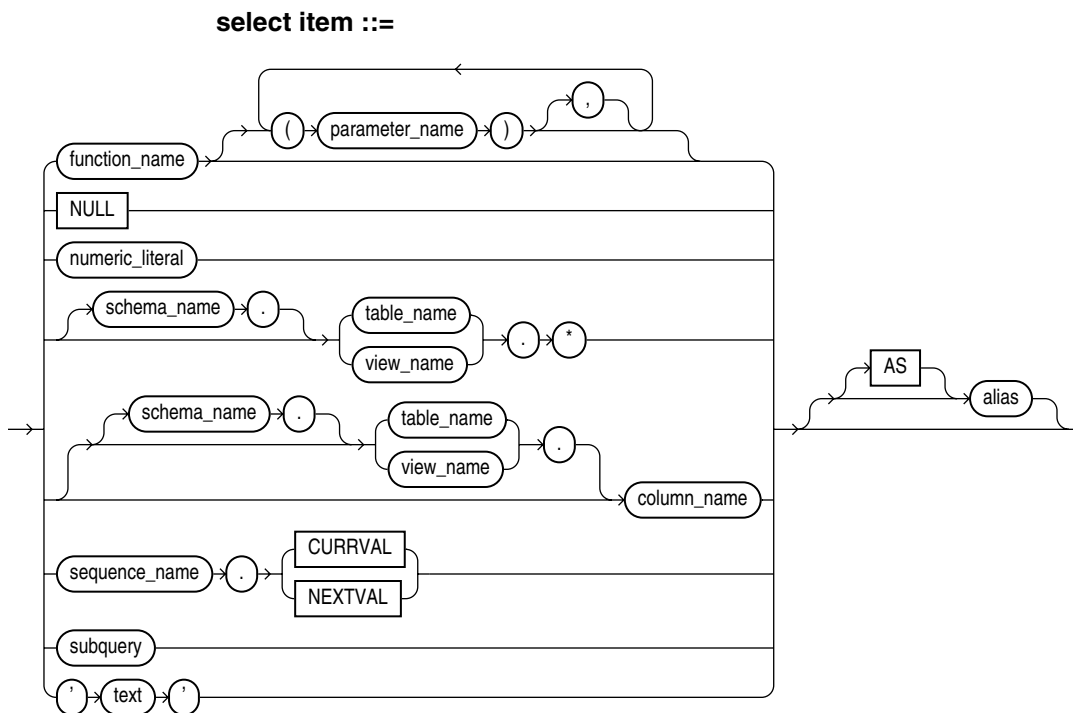 select item ::=
,
( parameter_name )
function_name
NULL
numeric_literal
schema_name . table_name
view_name . *
AS
alias
schema_name . table_name
view_name .
column_name
sequence_name . CURRVAL
NEXTVAL
subquery
' text '